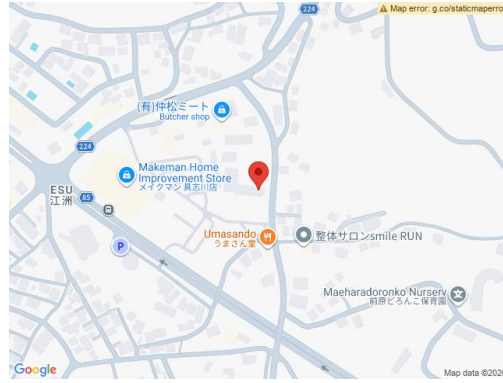 224
Map error: g.co/staticmaperro
(有)仲松ミート
Butcher shop
224
Makeman Home
Improvement Store
メイクマン 具志川店
ESU
江洲
85
P
Umasando
うまさん堂
整体サロンsmile RUN
Maeharadoronko Nursery
前原どろんこ保育園
224
Google
Map data ©2026